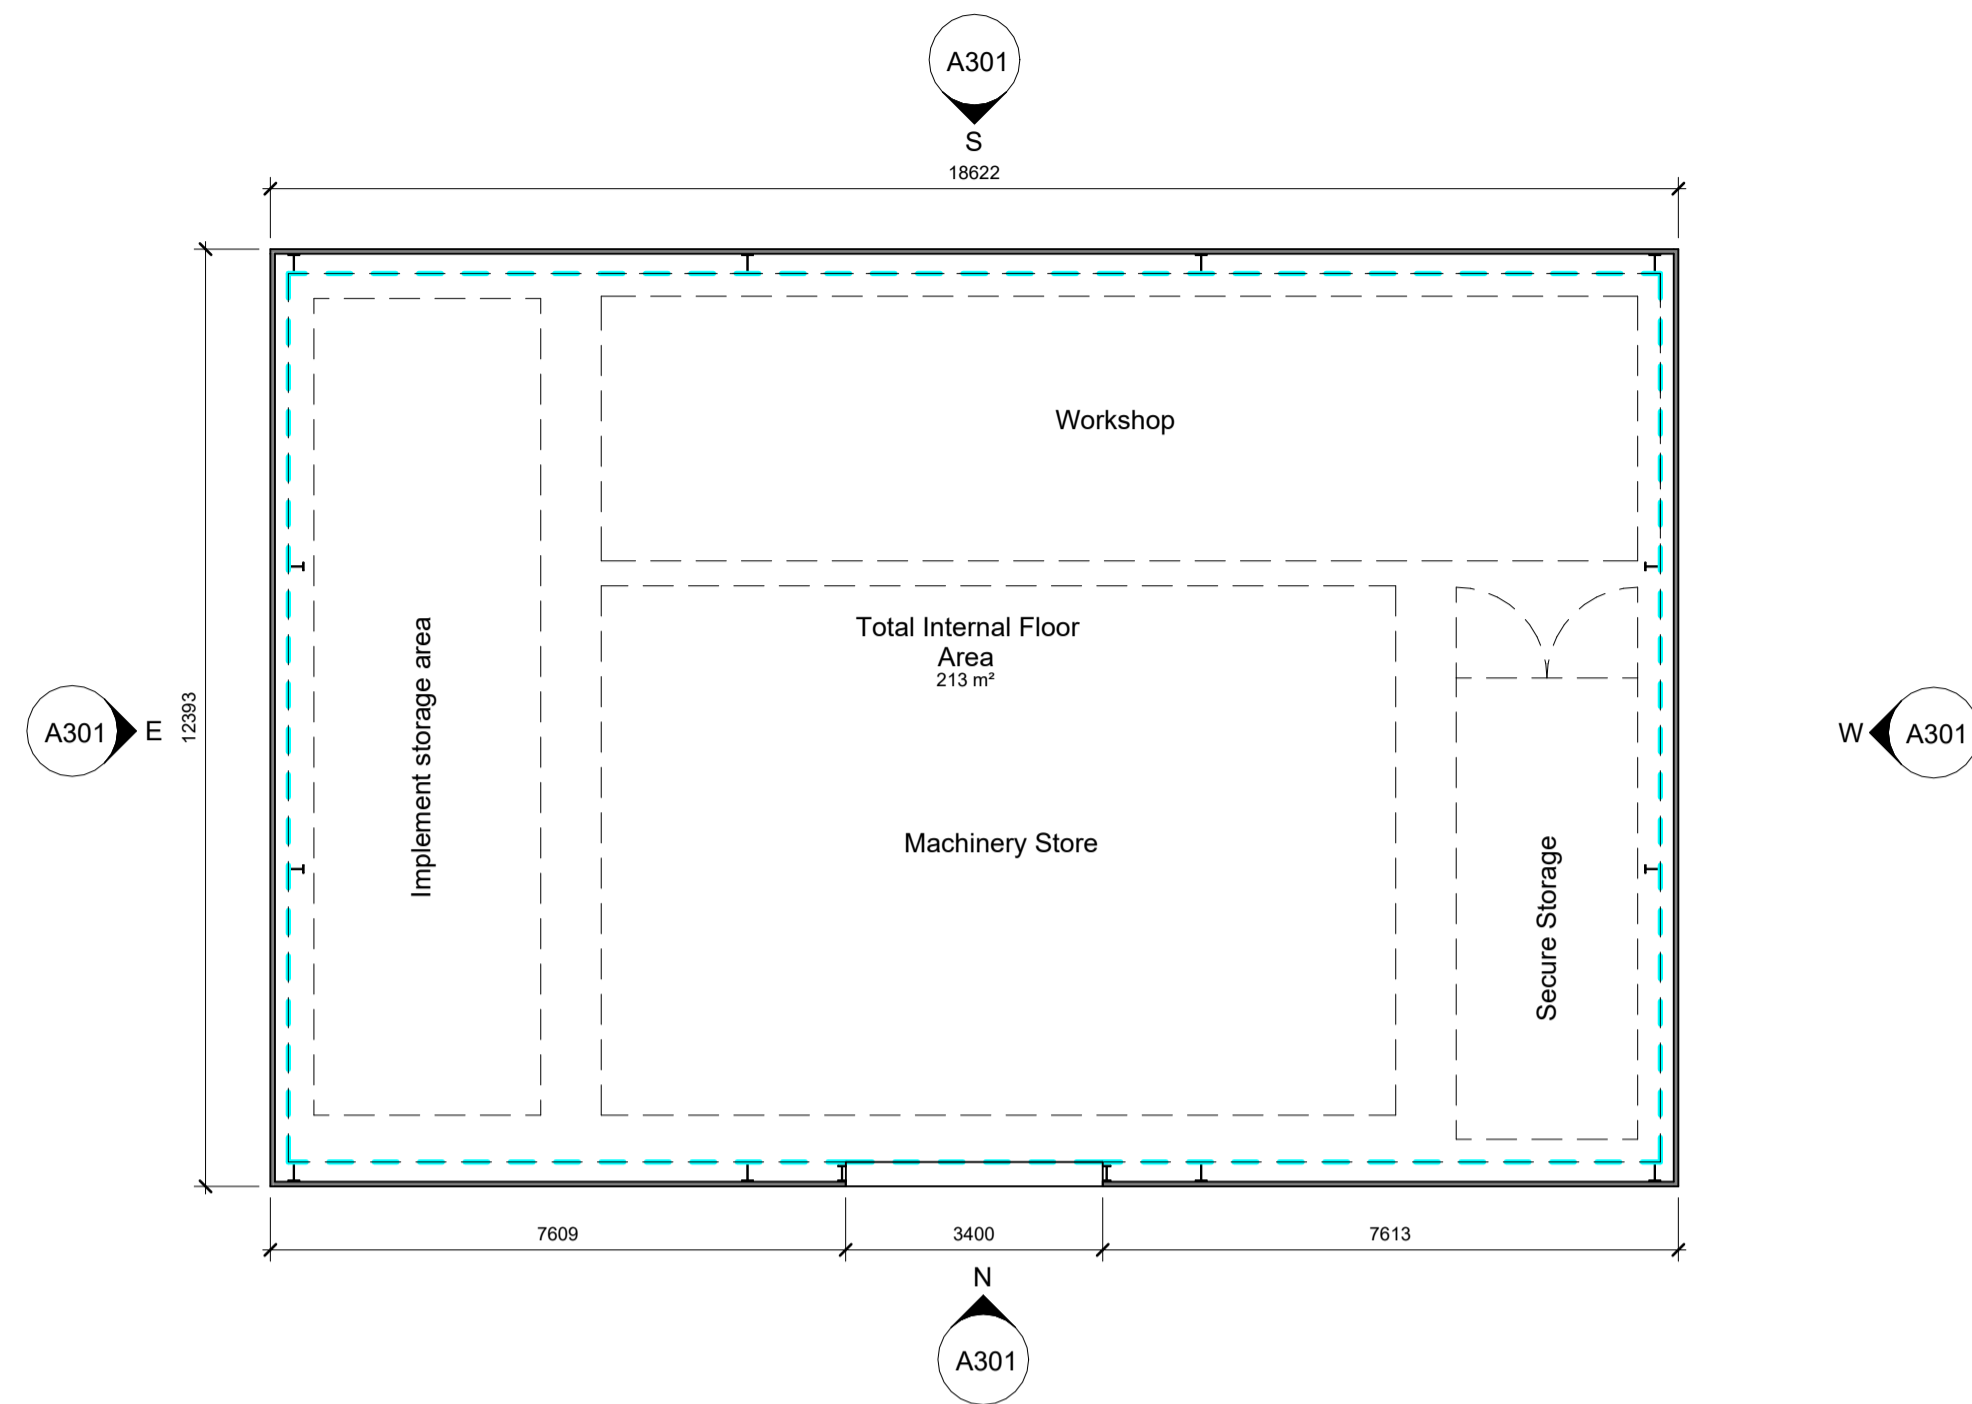 A301
S
18622
Workshop
Total Internal Floor
Area
213 m²
Implement storage area
12393
A301
E
W
A301
Machinery Store
Secure Storage
7609
3400
7613
N
A301